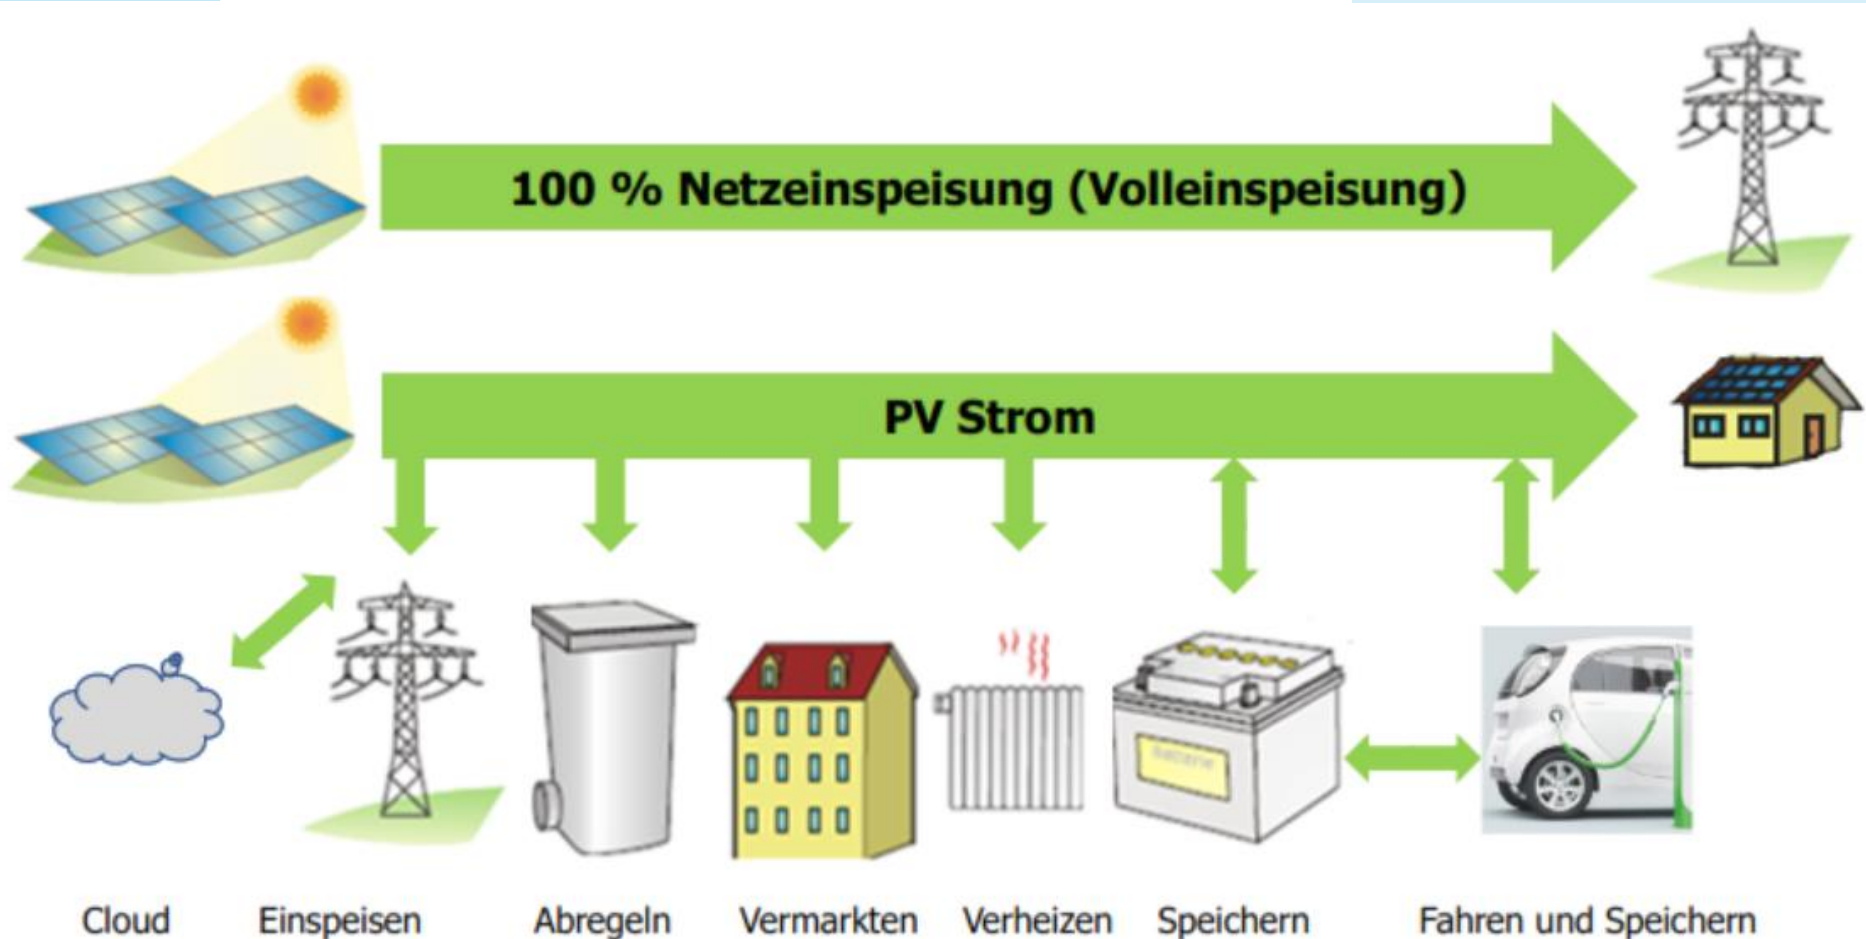 100 % Netzeinspeisung (Volleinspeisung)
PV Strom
Cloud
Einspeisen
Abregeln
Vermarkten
Verheizen
Speichern
Fahren und Speichern